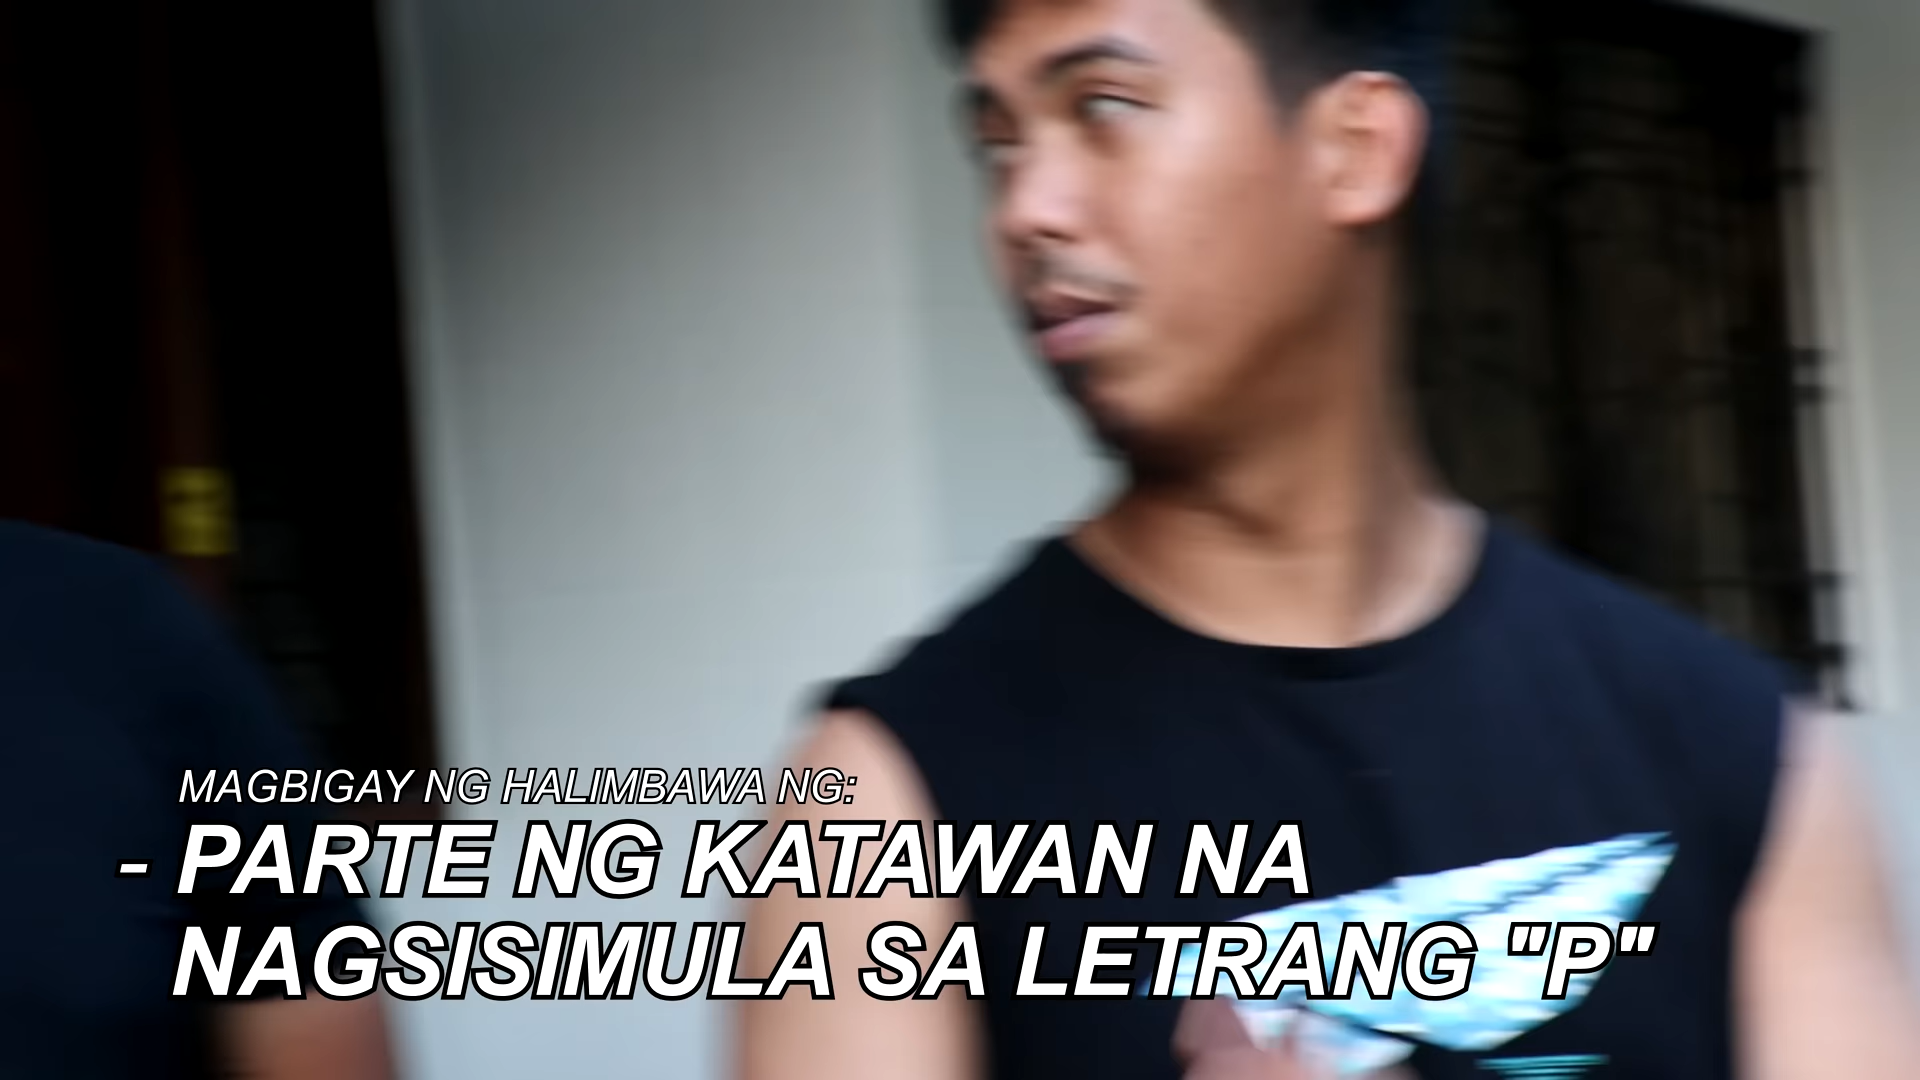 MAGBIGAY NG HALIMBAWA NG:
- PARTE NG KATAWAN NA
NAGSISIMULA SA LETRANG "P"